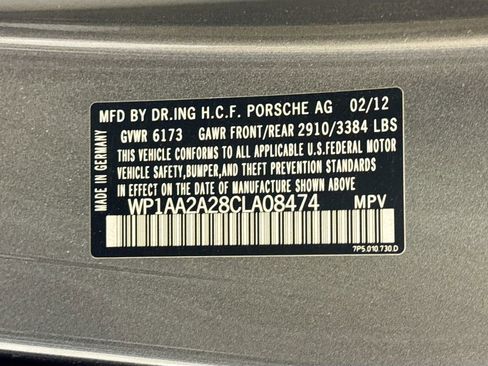 MFD BY DR.ING H.C.F. PORSCHE AG 02/12
GVWR 6173 GAWR FRONT/REAR 2910/3384 LBS
THIS VEHICLE CONFORMS TO ALL APPLICABLE U.S.FEDERAL MOTOR
VEHICLE SAFETY,BUMPER,AND THEFT PREVENTION STANDARDS
IN EFFECT ON THE DATE OF MANUFACTURE SHOWN ABOVE.
WP1AA2A28CLA08474 MPV
7P5.010.730.D
MADE IN GERMANY